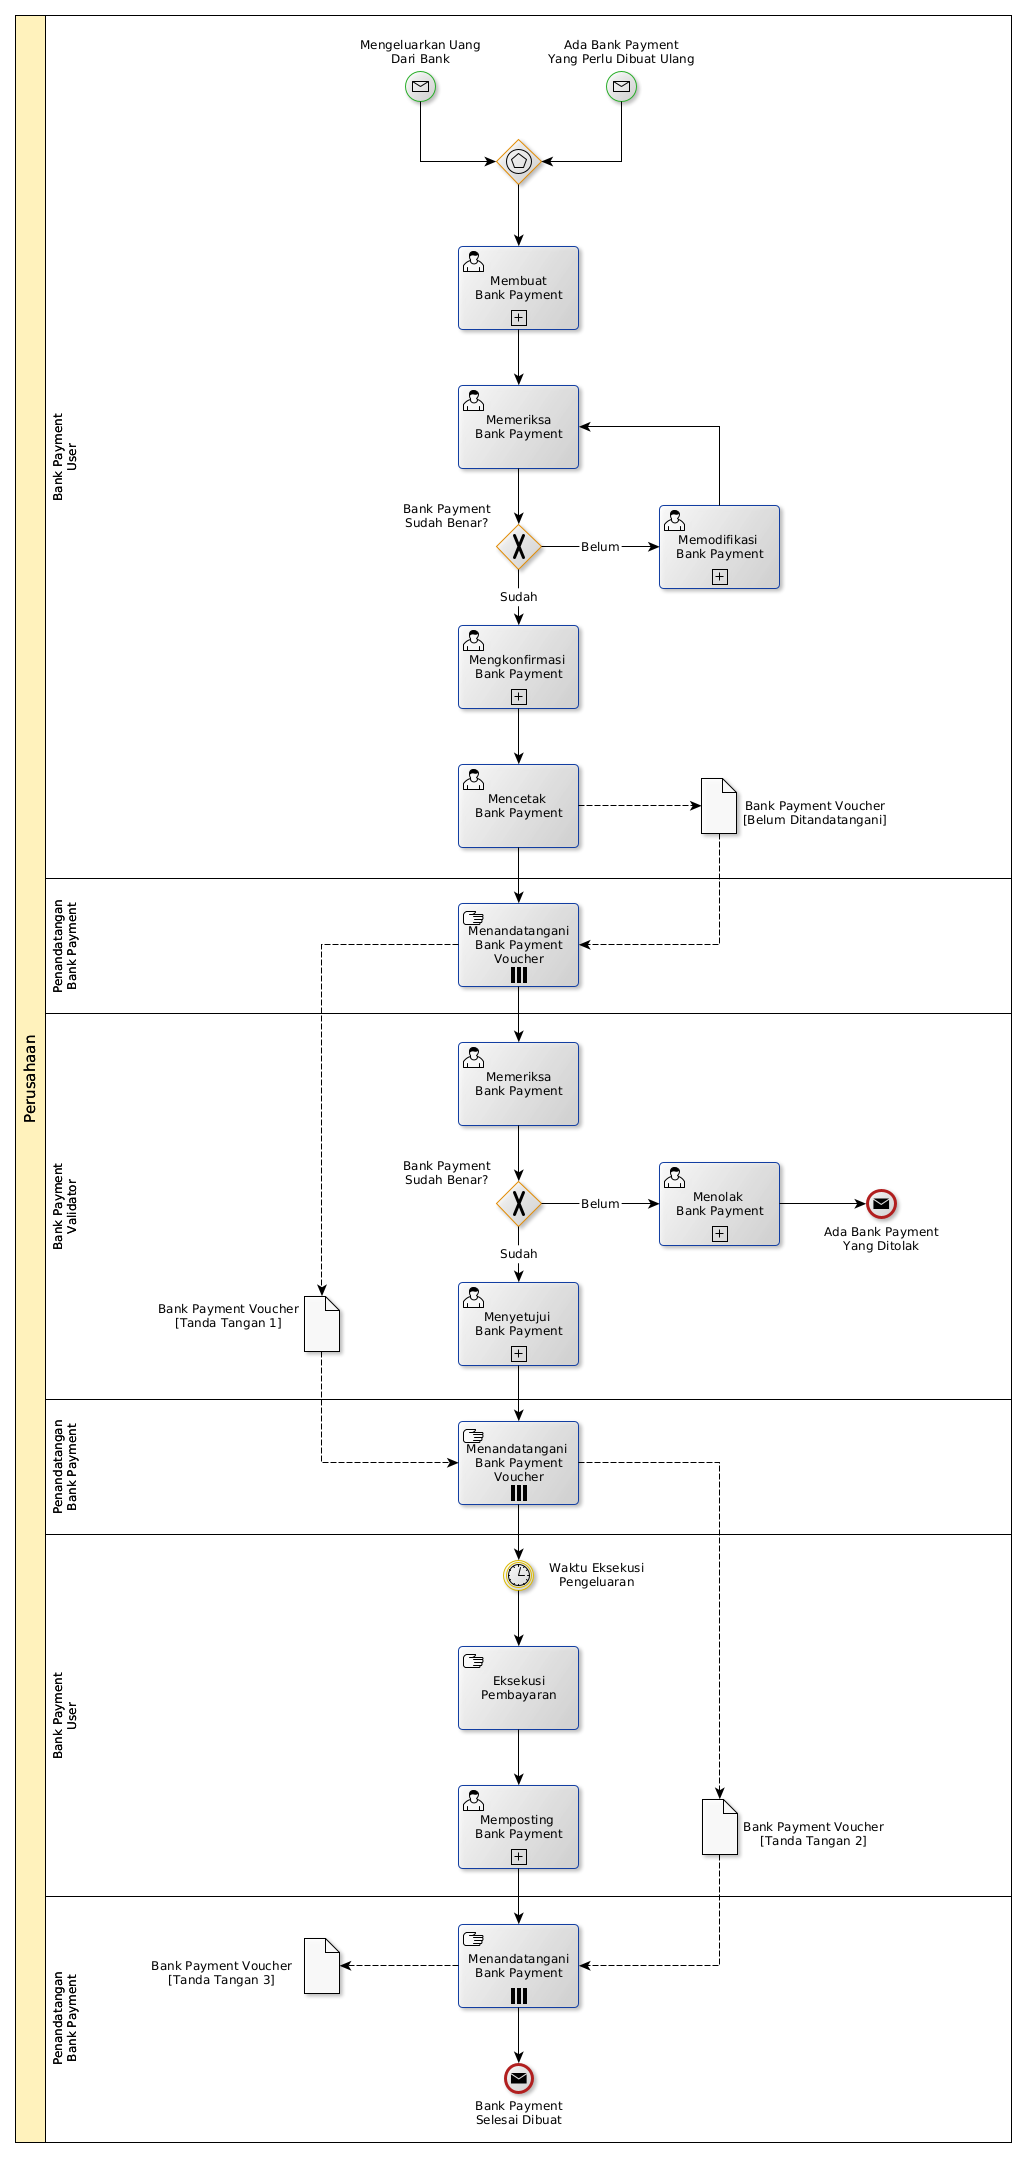 Mengeluarkan Uang
Dari Bank
Ada Bank Payment
Yang Perlu Dibuat Ulang
Membuat
Bank Payment
Memeriksa
Bank Payment
Bank Payment
User
Bank Payment
Sudah Benar?
Belum
Memodifikasi
Bank Payment
Sudah
Mengkonfirmasi
Bank Payment
Mencetak
Bank Payment
Bank Payment Voucher
[Belum Ditandatangani]
Penandatangan
Bank Payment
Menandatangani
Bank Payment
Voucher
Perusahaan
Memeriksa
Bank Payment
Bank Payment
Validator
Bank Payment
Sudah Benar?
Belum
Menolak
Bank Payment
Ada Bank Payment
Yang Ditolak
Sudah
Bank Payment Voucher
[Tanda Tangan 1]
Menyetujui
Bank Payment
Penandatangan
Bank Payment
Menandatangani
Bank Payment
Voucher
Waktu Eksekusi
Pengeluaran
Bank Payment
User
Eksekusi
Pembayaran
Memposting
Bank Payment
Bank Payment Voucher
[Tanda Tangan 2]
Penandatangan
Bank Payment
Menandatangani
Bank Payment
Bank Payment Voucher
[Tanda Tangan 3]
Bank Payment
Selesai Dibuat